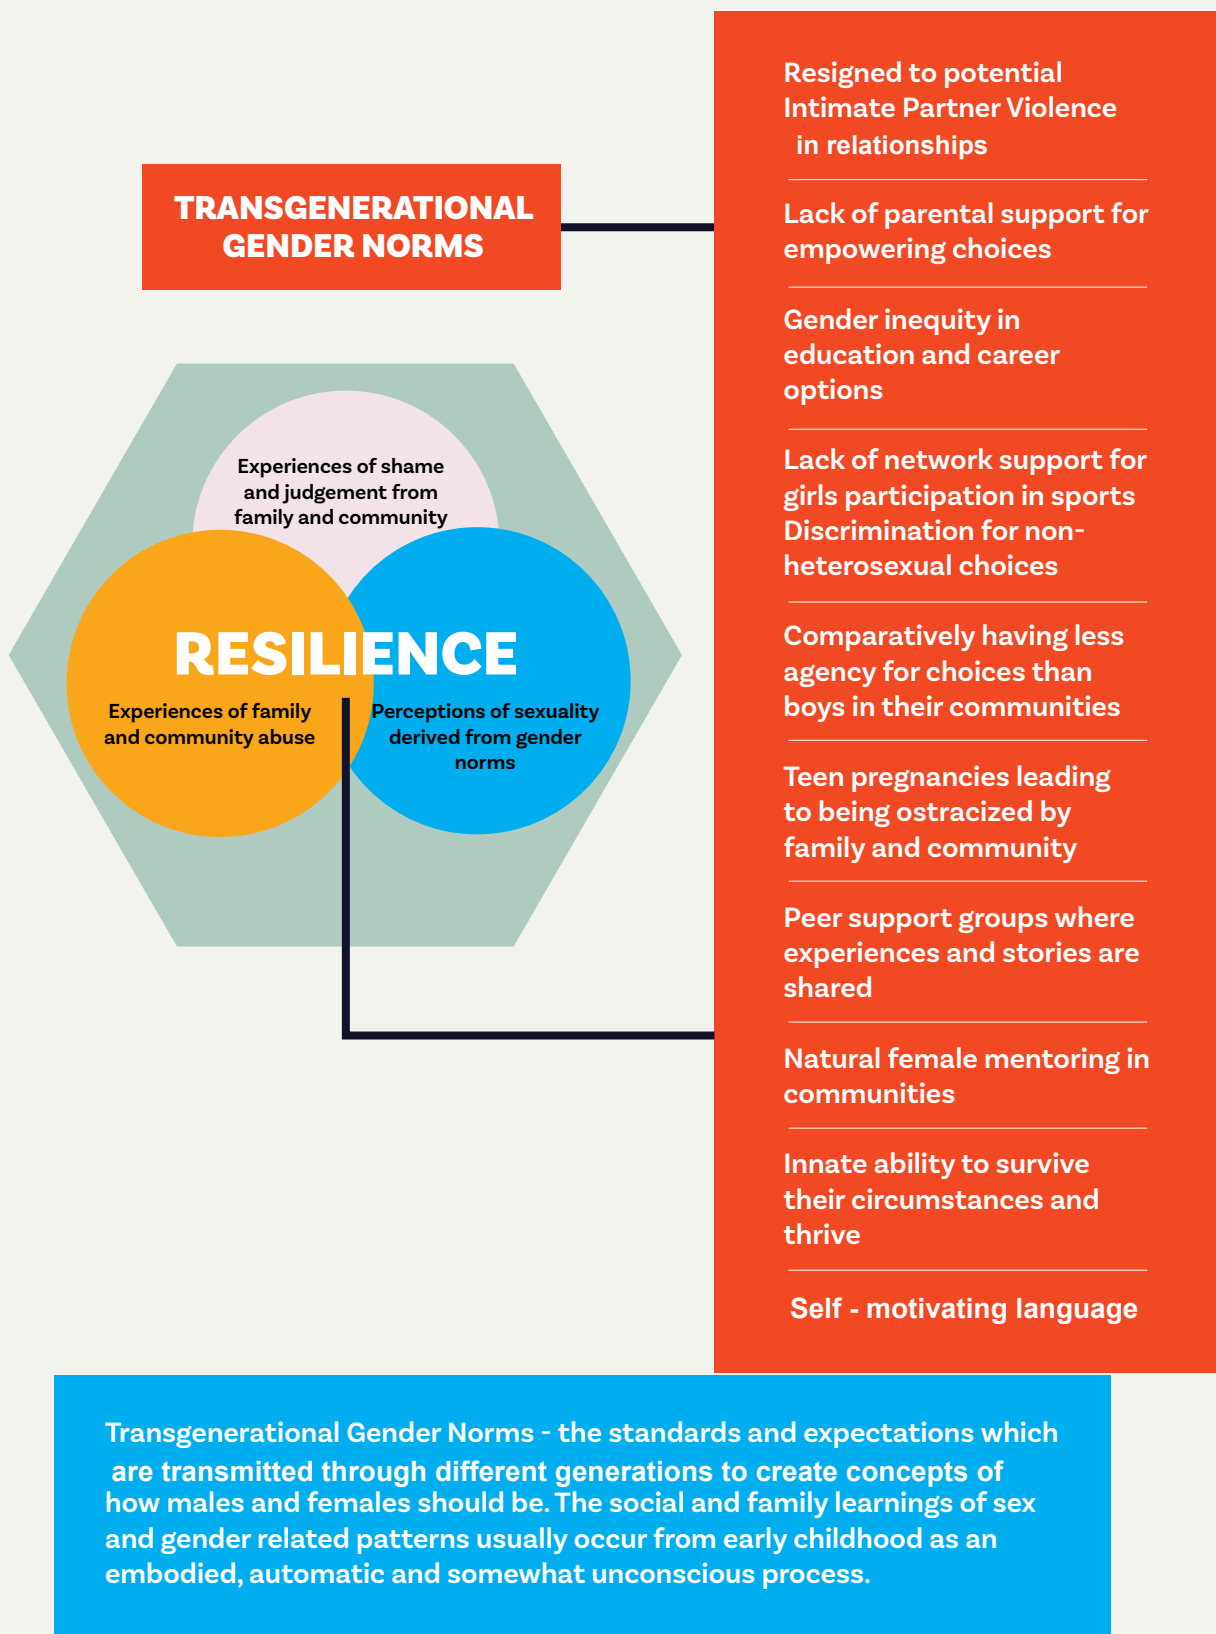 TRANSGENERATIONAL
GENDER NORMS
Experiences of shame
and judgement from
family and community
RESILIENCE
Experiences of family
and community abuse
Perceptions of sexuality
derived from gender
norms
Resigned to potential
Intimate Partner Violence
in relationships
Lack of parental support for
empowering choices
Gender inequity in
education and career
options
Lack of network support for
girls participation in sports
Discrimination for non-
heterosexual choices
Comparatively having less
agency for choices than
boys in their communities
Teen pregnancies leading
to being ostracized by
family and community
Peer support groups where
experiences and stories are
shared
Natural female mentoring in
communities
Innate ability to survive
their circumstances and
thrive
Self - motivating language
Transgenerational Gender Norms - the standards and expectations which
are transmitted through different generations to create concepts of
how males and females should be. The social and family learnings of sex
and gender related patterns usually occur from early childhood as an
embodied, automatic and somewhat unconscious process.